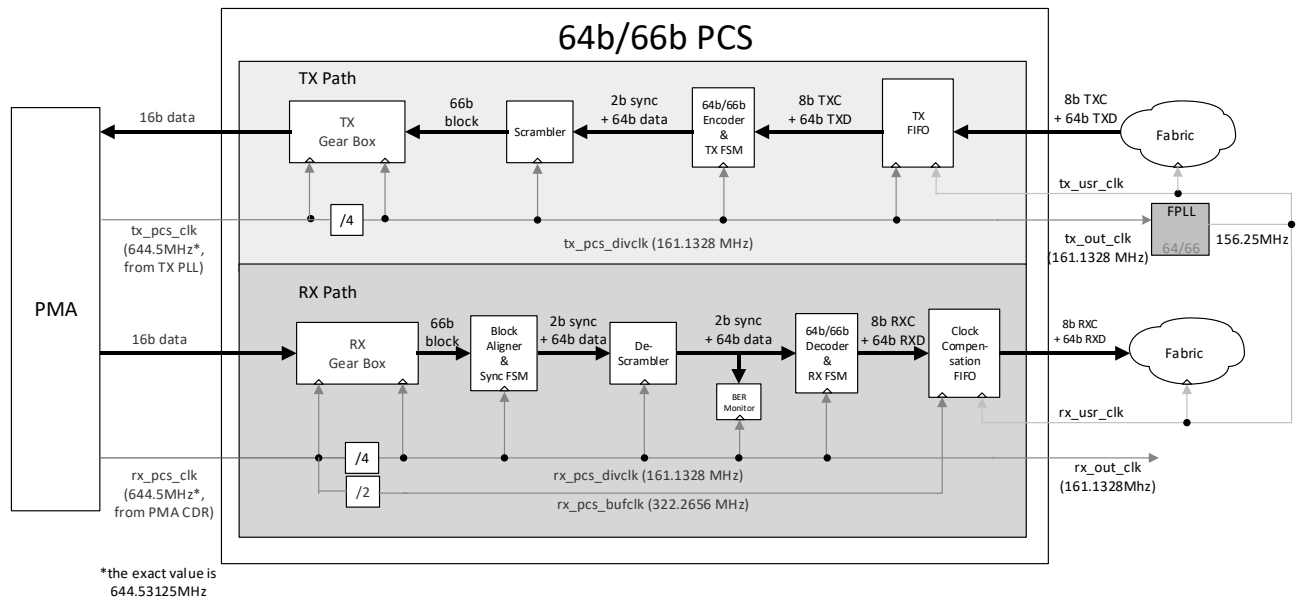 64b/66b PCS
TX Path
16b data
TX
Gear Box
66b
block
Scrambler
2b sync
+ 64b data
64b/66b
Encoder
&
TX FSM
8b TXC
+ 64b TXD
TX
FIFO
8b TXC
+ 64b TXD
Fabric
tx_usr_clk
/4
tx_pcs_clk
(644.5MHz*,
from TX PLL)
tx_pcs_divclk (161.1328 MHz)
tx_out_clk
(161.1328 MHz)
FPLL
64/66
156.25MHz
PMA
RX Path
16b data
RX
Gear Box
66b
block
Block
Aligner
&
Sync FSM
2b sync
+ 64b data
De-
Scrambler
2b sync
+ 64b data
BER
Monitor
64b/66b
Decoder
&
RX FSM
8b RXC
+ 64b RXD
Clock
Compen-
sation
FIFO
8b RXC
+ 64b RXD
Fabric
rx_usr_clk
/4
/2
rx_pcs_clk
(644.5MHz*,
from PMA CDR)
rx_pcs_divclk (161.1328 MHz)
rx_pcs_bufclk (322.2656 MHz)
rx_out_clk
(161.1328Mhz)
*the exact value is
644.53125MHz